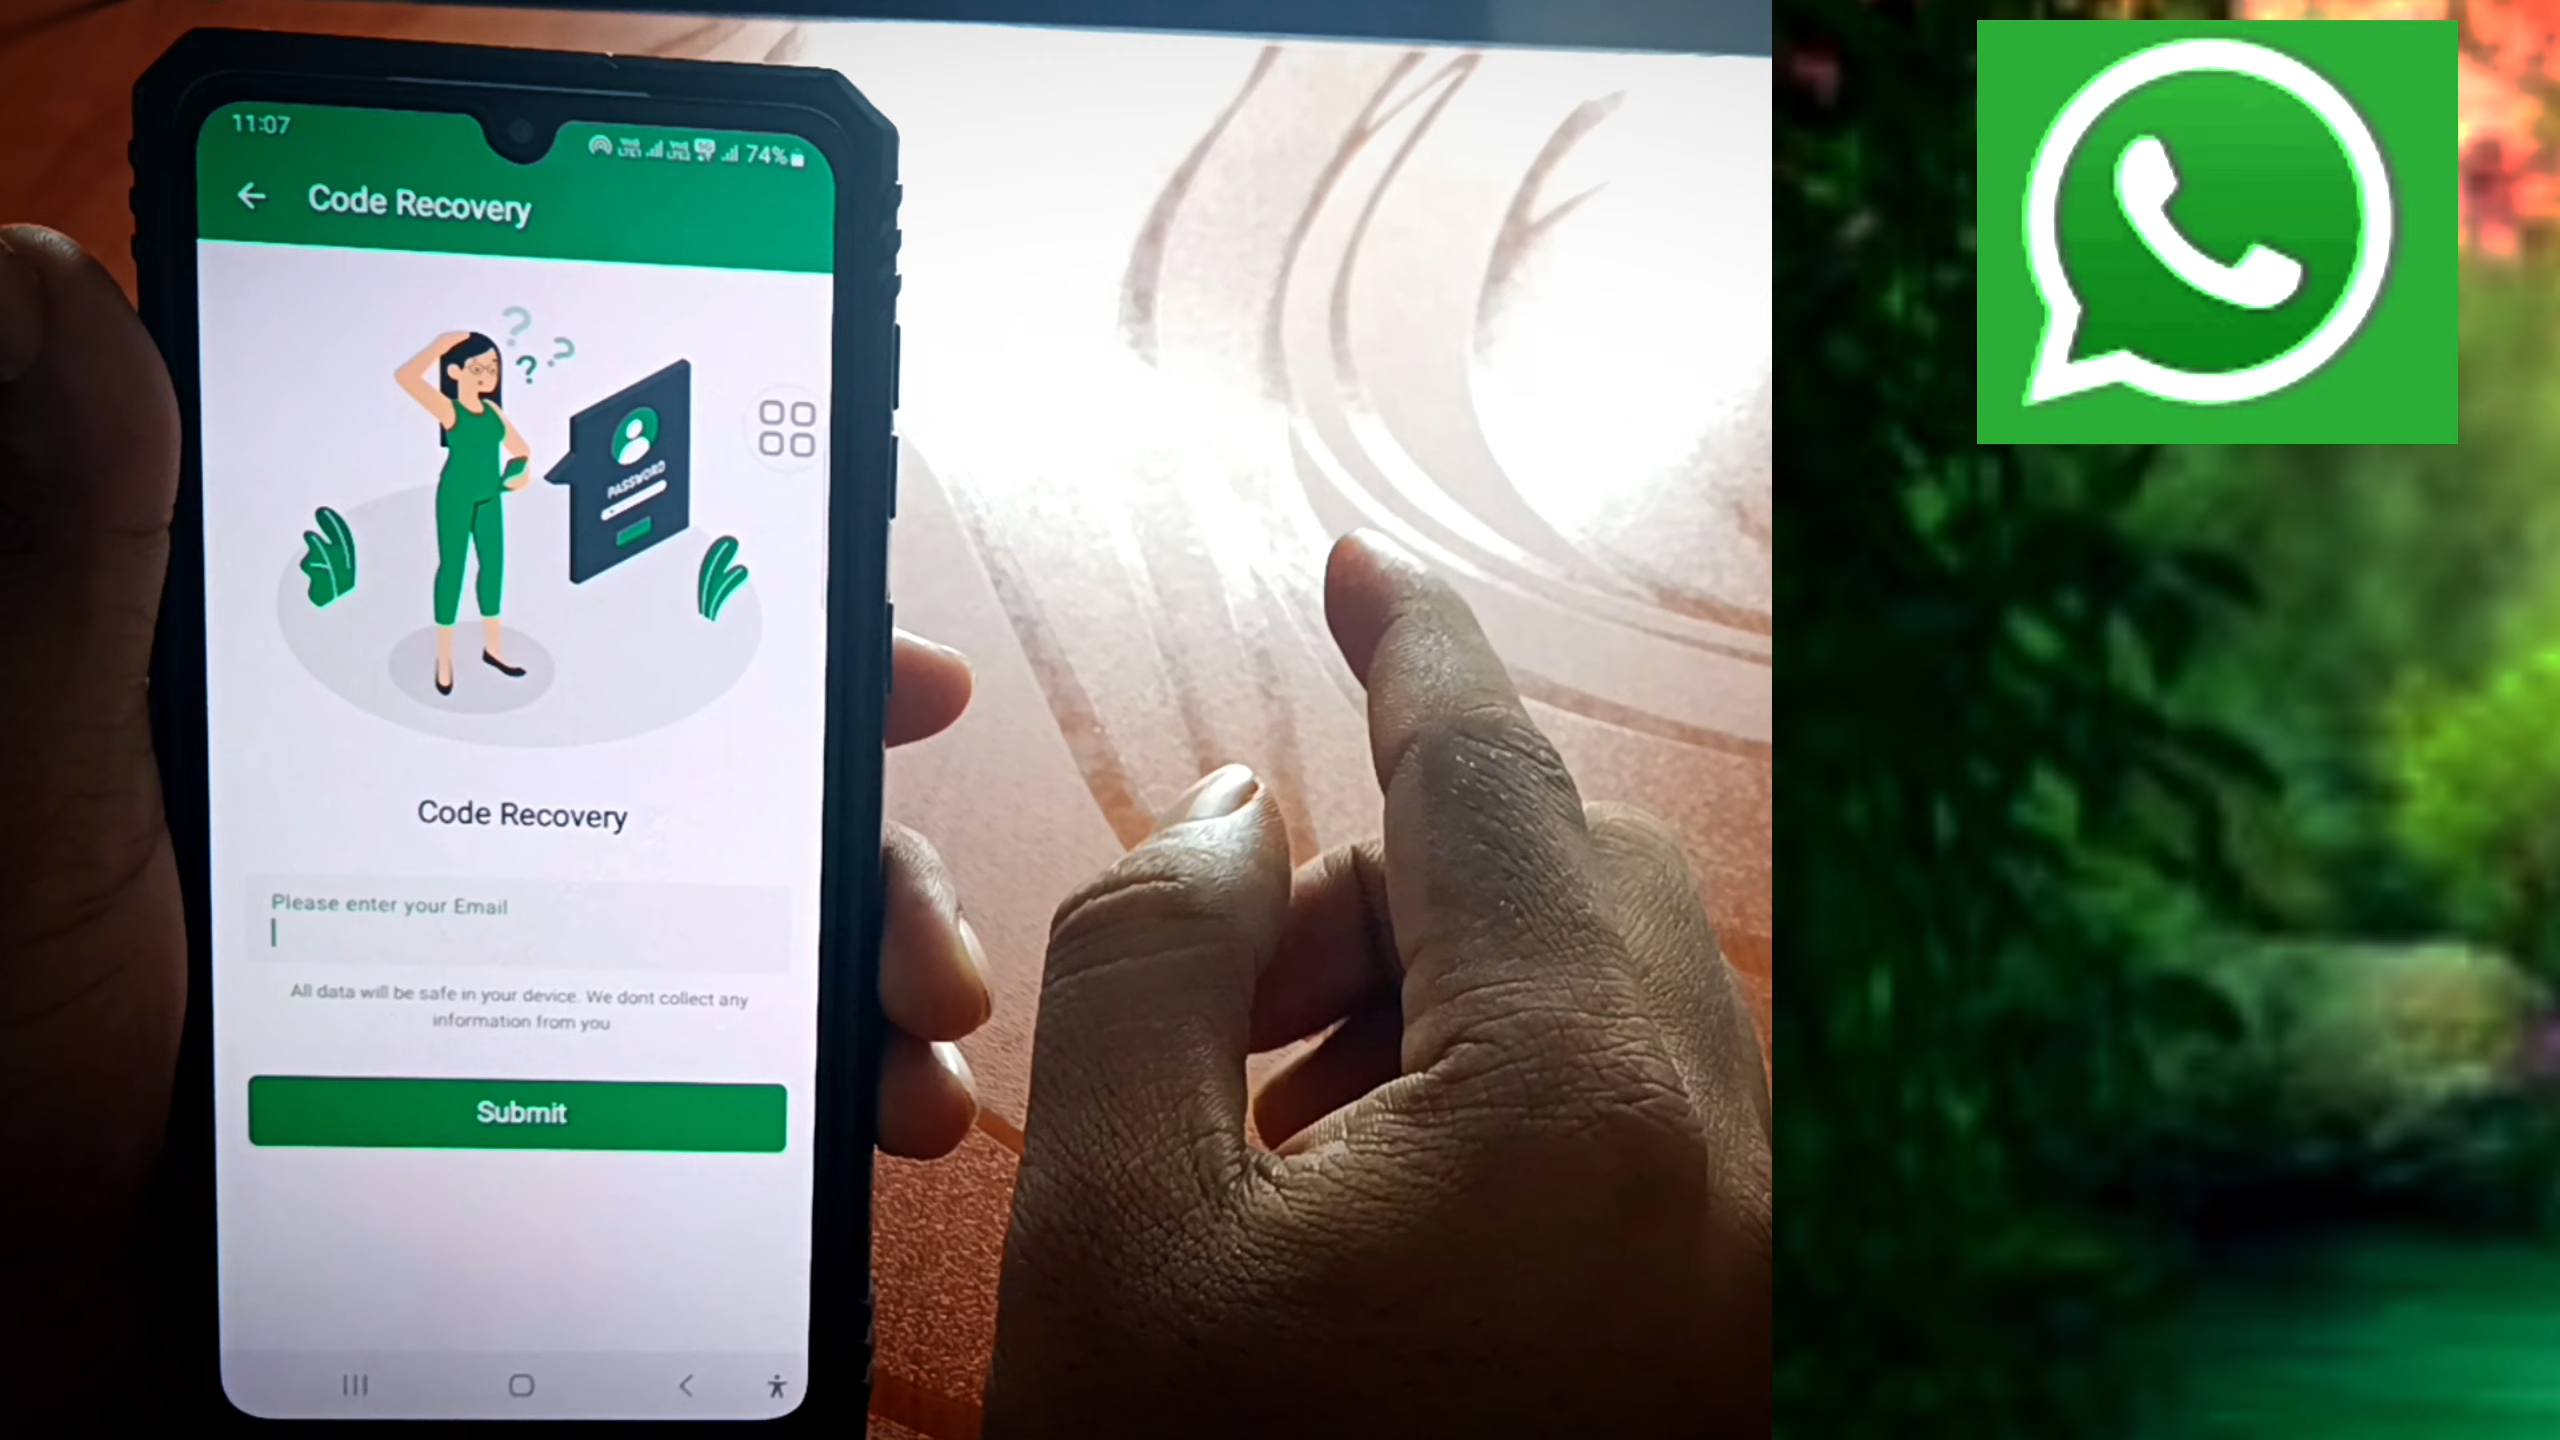 11:07
74%
Code Recovery
? ? ?
PASSWORD
Code Recovery
Please enter your Email
All data will be safe in your device. We dont collect any
information from you
Submit